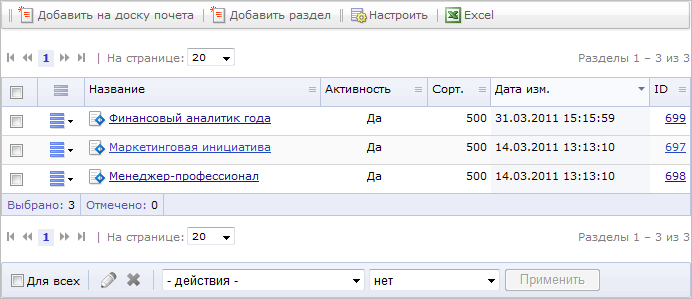 Добавить на доску почета Добавить раздел Настроить Excel
1 | На странице: 20 Разделы 1 – 3 из 3
Название Активность Сорт. Дата изм. ID
Финансовый аналитик года Да 500 31.03.2011 15:15:59 699
Маркетинговая инициатива Да 500 14.03.2011 13:13:10 697
Менеджер-профессионал Да 500 14.03.2011 13:13:10 698
Выбрано: 3 Отмечено: 0
1 | На странице: 20 Разделы 1 – 3 из 3
Для всех - действия - нет Применить